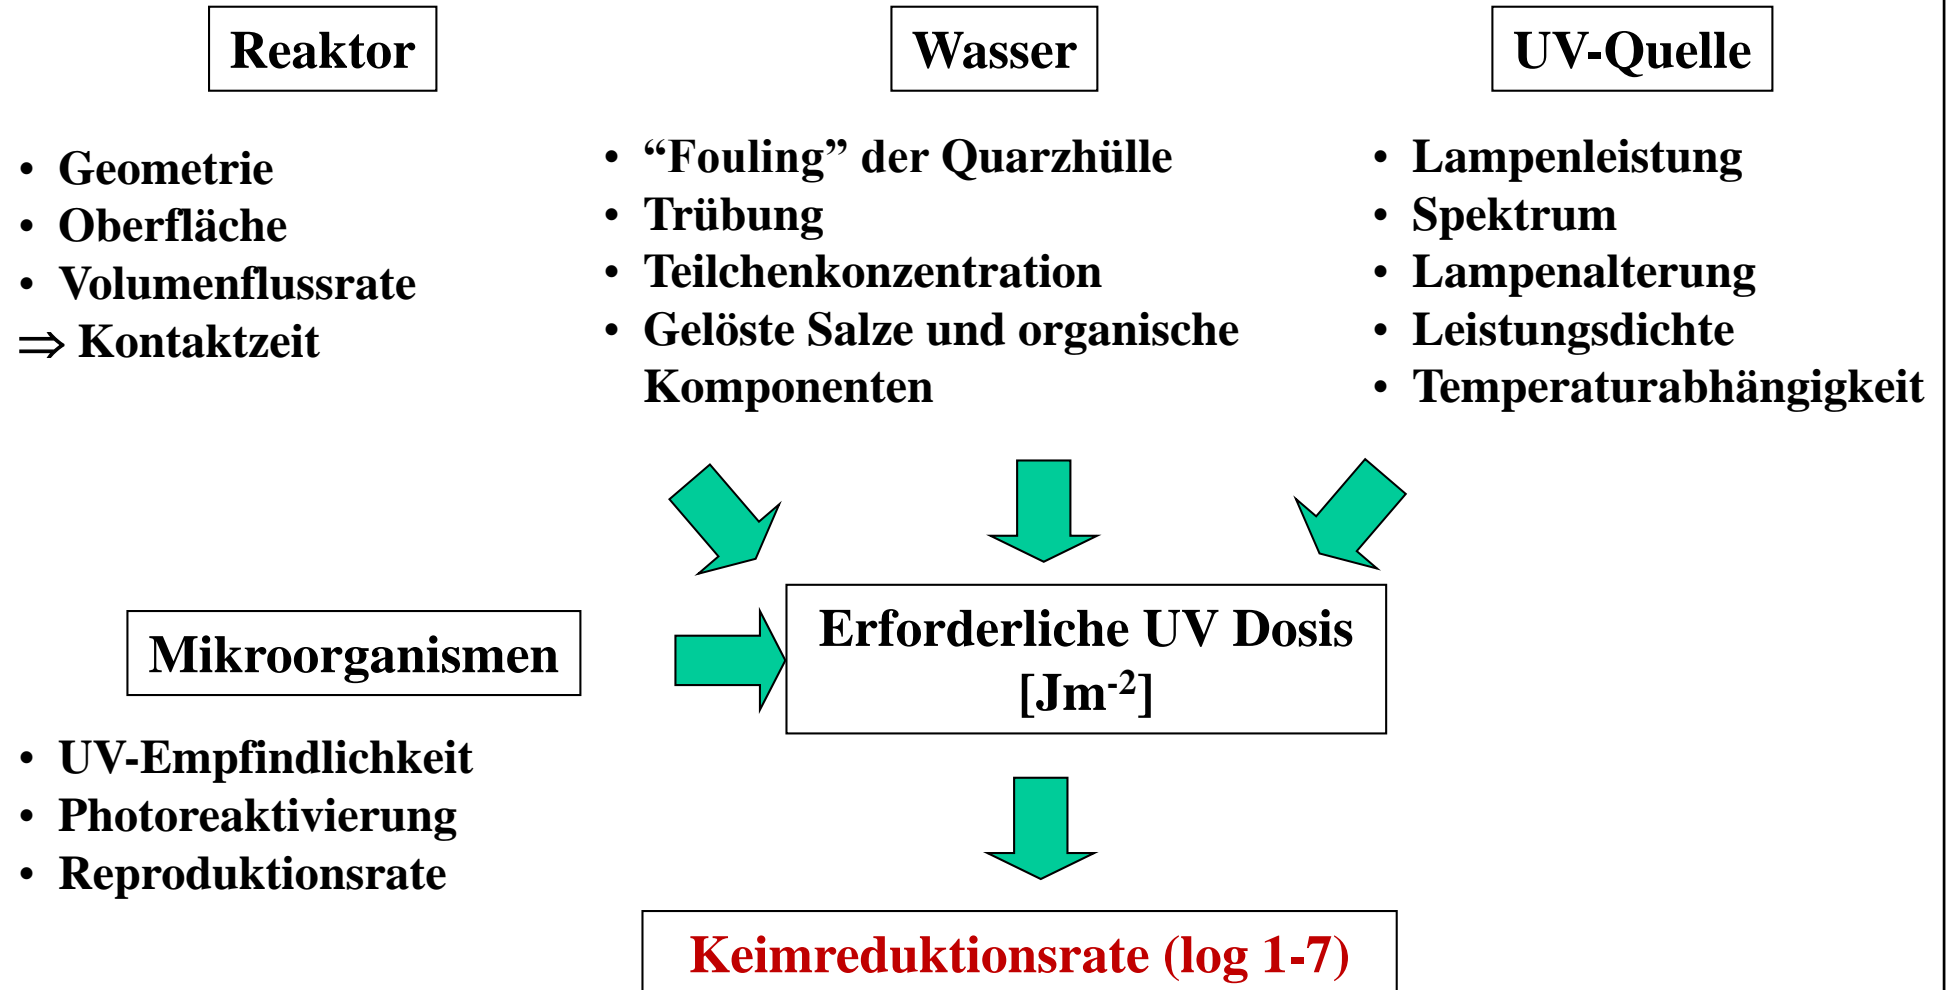 Reaktor
• Geometrie
• Oberfläche
• Volumenflussrate
⇒ Kontaktzeit
Wasser
• “Fouling” der Quarzhülle
• Trübung
• Teilchenkonzentration
• Gelöste Salze und organische
Komponenten
UV-Quelle
• Lampenleistung
• Spektrum
• Lampenalterung
• Leistungsdichte
• Temperaturabhängigkeit
Mikroorganismen
• UV-Empfindlichkeit
• Photoreaktivierung
• Reproduktionsrate
Erforderliche UV Dosis
[Jm⁻²]
Keimreduktionsrate (log 1-7)